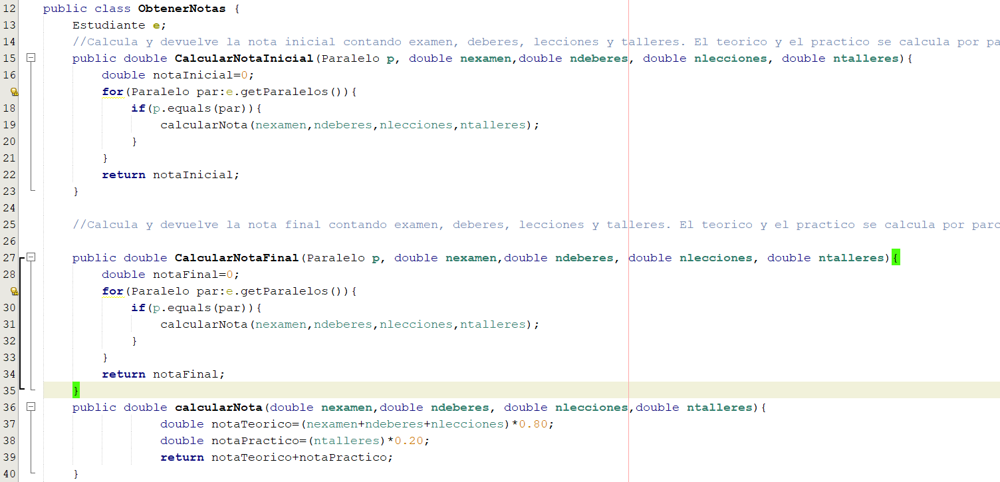 12 public class ObtenerNotas {
13 Estudiante e;
14 //Calcula y devuelve la nota inicial contando examen, deberes, lecciones y talleres. El teorico y el practico se calcula por pa
15 public double CalcularNotaInicial(Paralelo p, double nexamen,double ndeberes, double nlecciones, double ntalleres){
16 double notaInicial=0;
for(Paralelo par:e.getParalelos()){
18 if(p.equals(par)){
19 calcularNota(nexamen,ndeberes,nlecciones,ntalleres);
20 }
21 }
22 return notaInicial;
23 }
24
25 //Calcula y devuelve la nota final contando examen, deberes, lecciones y talleres. El teorico y el practico se calcula por parc
26
27 public double CalcularNotaFinal(Paralelo p, double nexamen,double ndeberes, double nlecciones, double ntalleres){
28 double notaFinal=0;
for(Paralelo par:e.getParalelos()){
30 if(p.equals(par)){
31 calcularNota(nexamen,ndeberes,nlecciones,ntalleres);
32 }
33 }
34 return notaFinal;
35 }
36 public double calcularNota(double nexamen,double ndeberes, double nlecciones,double ntalleres){
37 double notaTeorico=(nexamen+ndeberes+nlecciones)*0.80;
38 double notaPractico=(ntalleres)*0.20;
39 return notaTeorico+notaPractico;
40 }